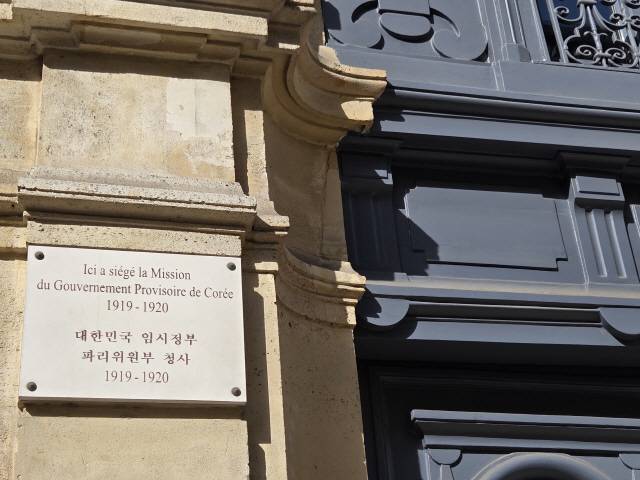 Ici a siégé la Mission
du Gouvernement Provisoire de Corée
1919-1920
대한민국 임시정부
파리위원부 청사
1919-1920